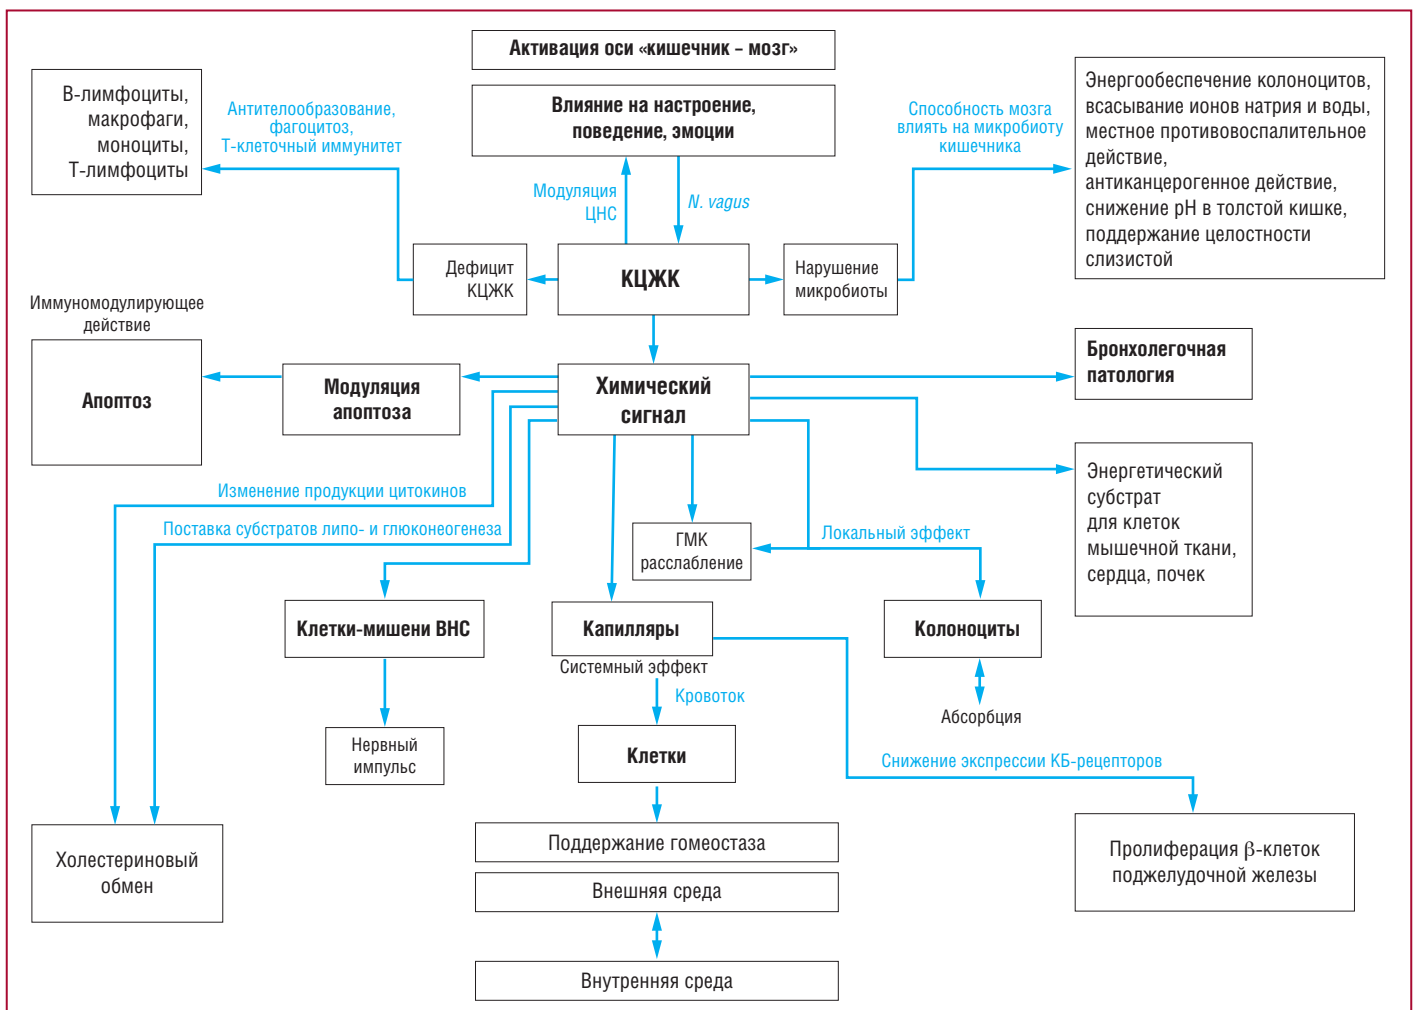 Активация оси «кишечник – мозг»
В-лимфоциты,
макрофаги,
моноциты,
Т-лимфоциты
Антителообразование,
фагоцитоз,
Т-клеточный иммунитет
Влияние на настроение,
поведение, эмоции
Способность мозга
влиять на микробиоту
кишечника
Энергообеспечение колоноцитов,
всасывание ионов натрия и воды,
местное противовоспалительное
действие,
антиканцерогенное действие,
снижение pH в толстой кишке,
поддержание целостности
слизистой
Модуляция
ЦНС
N. vagus
Дефицит
КЦЖК
КЦЖК
Нарушение
микробиоты
Иммуномодулирующее
действие
Апоптоз
Модуляция
апоптоза
Химический
сигнал
Бронхолегочная
патология
Изменение продукции цитокинов
Поставка субстратов липо- и глюконеогенеза
ГМК
расслабление
Локальный эффект
Энергетический
субстрат
для клеток
мышечной ткани,
сердца, почек
Клетки-мишени ВНС
Капилляры
Колоноциты
Системный эффект
Кровоток
Абсорбция
Нервный
импульс
Клетки
Снижение экспрессии КБ-рецепторов
Холестериновый
обмен
Поддержание гомеостаза
Пролиферация β-клеток
поджелудочной железы
Внешняя среда
Внутренняя среда